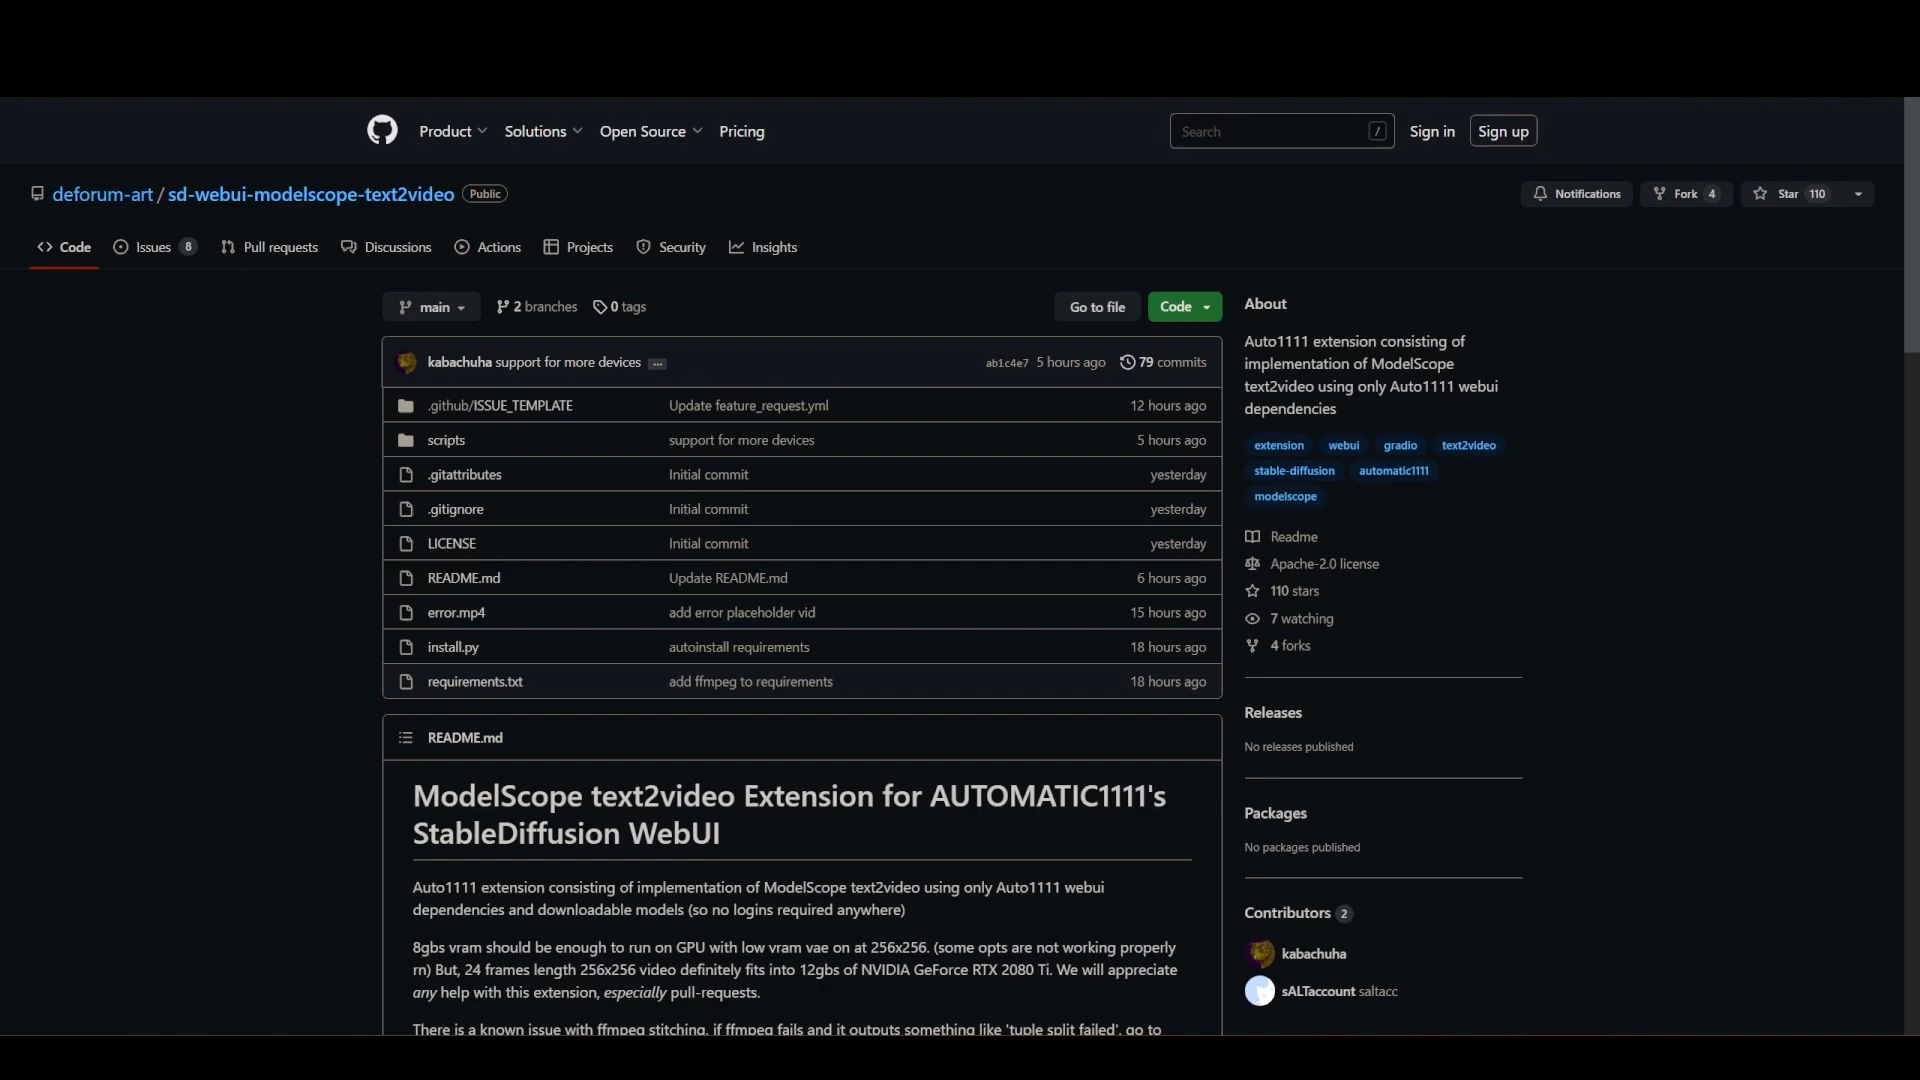 Product Solutions Open Source Pricing Search / Sign in Sign up
deforum-art / sd-webui-modelscope-text2video Public Notifications Fork 4 Star 110
Code Issues 8 Pull requests Discussions Actions Projects Security Insights
main 2 branches 0 tags Go to file Code
kabachuha support for more devices ... ab1c4e7 5 hours ago 79 commits
.github/ISSUE_TEMPLATE Update feature_request.yml 12 hours ago
scripts support for more devices 5 hours ago
.gitattributes Initial commit yesterday
.gitignore Initial commit yesterday
LICENSE Initial commit yesterday
README.md Update README.md 6 hours ago
error.mp4 add error placeholder vid 15 hours ago
install.py autoinstall requirements 18 hours ago
requirements.txt add ffmpeg to requirements 18 hours ago
README.md
ModelScope text2video Extension for AUTOMATIC1111's
StableDiffusion WebUI
Auto1111 extension consisting of implementation of ModelScope text2video using only Auto1111 webui
dependencies and downloadable models (so no logins required anywhere)
8gbs vram should be enough to run on GPU with low vram vae on at 256x256. (some opts are not working properly
rn) But, 24 frames length 256x256 video definitely fits into 12gbs of NVIDIA GeForce RTX 2080 Ti. We will appreciate
any help with this extension, especially pull-requests.
There is a known issue with ffmpeg stitching, if ffmpeg fails and it outputs something like 'tuple split failed', go to
About
Auto1111 extension consisting of
implementation of ModelScope
text2video using only Auto1111 webui
dependencies
extension webui gradio text2video
stable-diffusion automatic1111
modelscope
Readme
Apache-2.0 license
110 stars
7 watching
4 forks
Releases
No releases published
Packages
No packages published
Contributors 2
kabachuha
sALTaccount saltacc